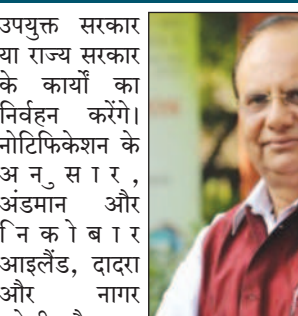 उपयुक्त सरकार
या राज्य सरकार
के कार्यों का
निर्वहन करेंगे।
नोटिफिकेशन के
अनुसार,
अंडमान और
निकोबार
आइलैंड, दादरा
और नागर